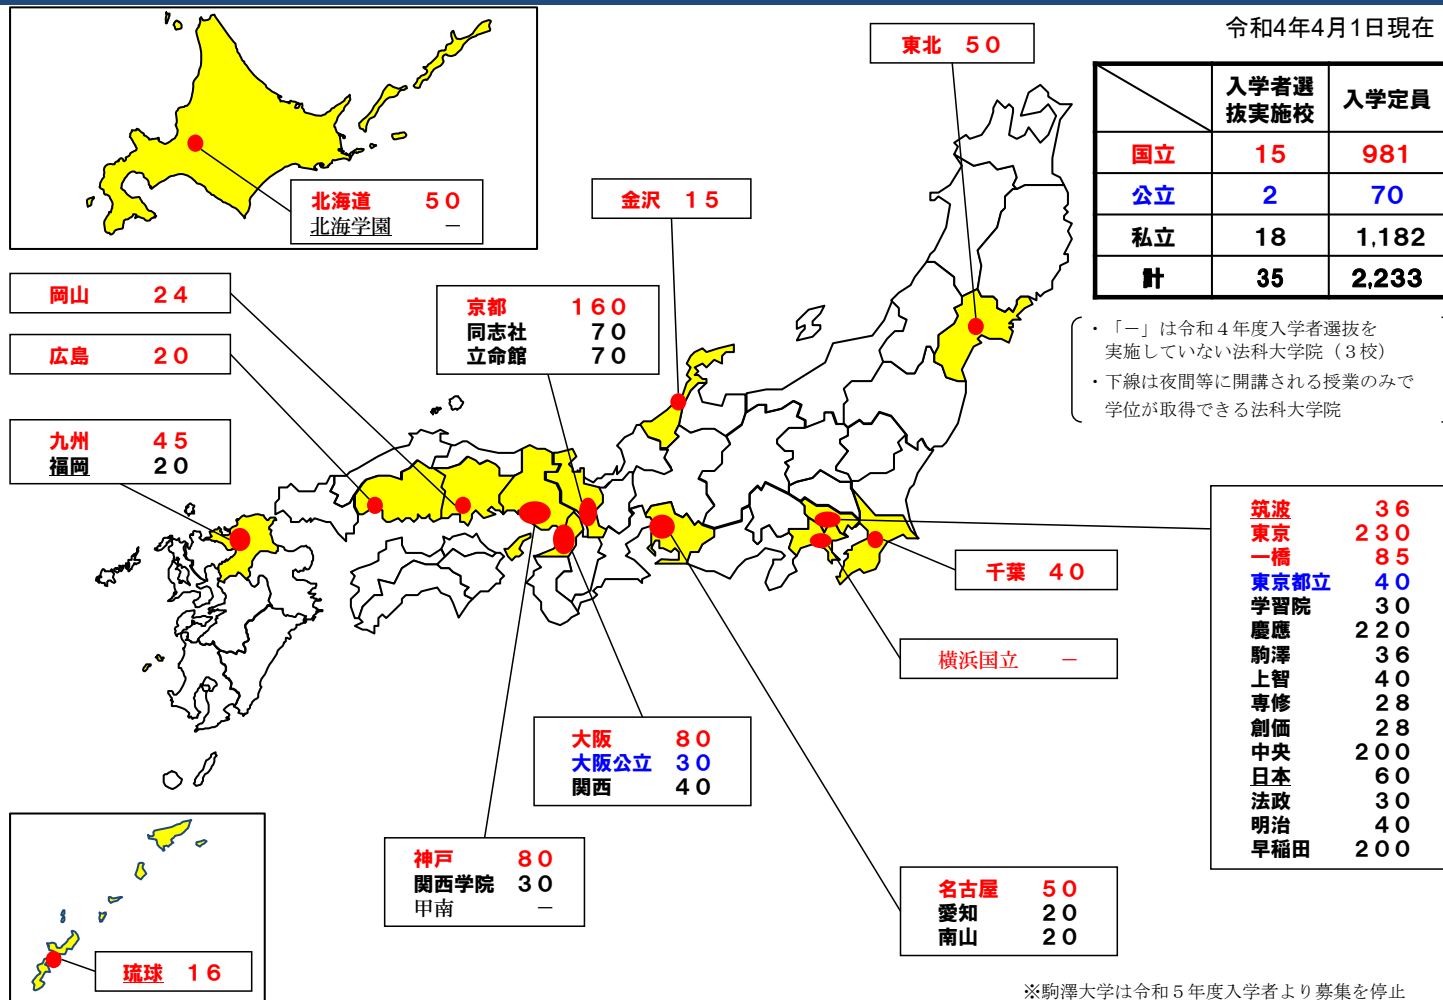 令和4年4月1日現在
入学者選抜実施校 入学定員
国立 15 981
公立 2 70
私立 18 1,182
計 35 2,233
・「－」は令和４年度入学者選抜を
実施していない法科大学院（３校）
・下線は夜間等に開講される授業のみで
学位が取得できる法科大学院
東北 ５０
北海道 ５０
北海学園 －
金沢 １５
岡山 ２４
広島 ２０
京都 １６０
同志社 ７０
立命館 ７０
九州 ４５
福岡 ２０
筑波 ３６
東京 ２３０
一橋 ８５
東京都立 ４０
学習院 ３０
慶應 ２２０
駒澤 ３６
上智 ４０
専修 ２８
創価 ２８
中央 ２００
日本 ６０
法政 ３０
明治 ４０
早稲田 ２００
千葉 ４０
横浜国立 －
大阪 ８０
大阪公立 ３０
関西 ４０
神戸 ８０
関西学院 ３０
甲南 －
名古屋 ５０
愛知 ２０
南山 ２０
琉球 １６
※駒澤大学は令和５年度入学者より募集を停止